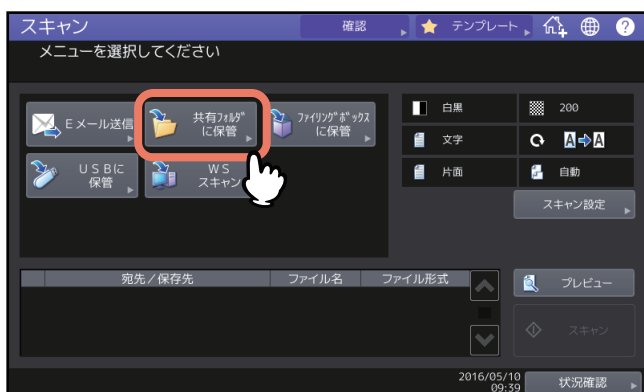 スキャン
確認
テンプレート
?
メニューを選択してください
Eメール送信
共有ﾌｫﾙﾀﾞ
に保管
ﾌｧｲﾘﾝｸﾞﾎﾞｯｸｽ
に保管
USBに
保管
WS
スキャン
白黒
200
文字
A A
片面
自動
スキャン設定
宛先/保存先
ファイル名
ファイル形式
プレビュー
スキャン
2016/05/10
09:39
状況確認